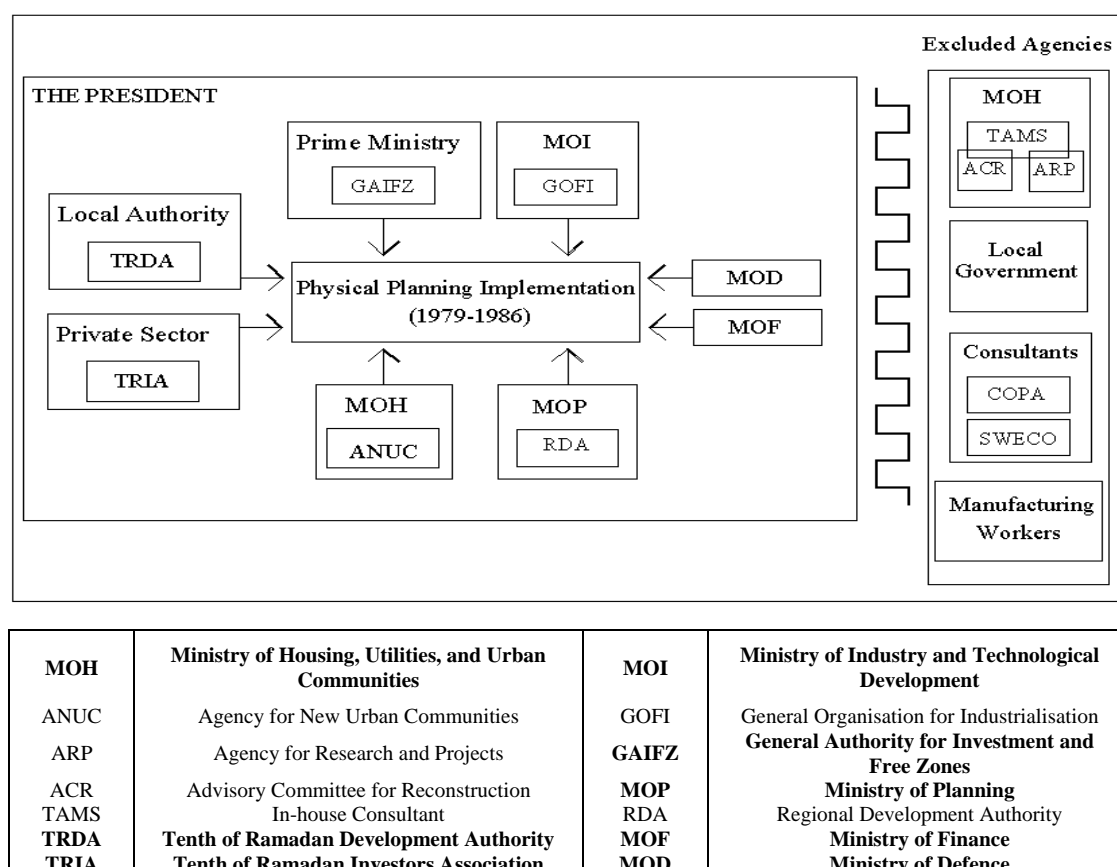 Excluded Agencies
THE PRESIDENT
Prime Ministry
GAIFZ
MOI
GOFI
Local Authority
TRDA
Physical Planning Implementation
(1979-1986)
MOD
MOF
Private Sector
TRIA
MOH
ANUC
MOP
RDA
MOH
TAMS
ACR
ARP
Local
Government
Consultants
COPA
SWECO
Manufacturing
Workers
MOH Ministry of Housing, Utilities, and Urban Communities MOI Ministry of Industry and Technological Development
ANUC Agency for New Urban Communities GOFI General Organisation for Industrialisation
ARP Agency for Research and Projects GAIFZ General Authority for Investment and Free Zones
ACR Advisory Committee for Reconstruction MOP Ministry of Planning
TAMS In-house Consultant RDA Regional Development Authority
TRDA Tenth of Ramadan Development Authority MOF Ministry of Finance
TRIA Tenth of Ramadan Investors Association MOD Ministry of Defence